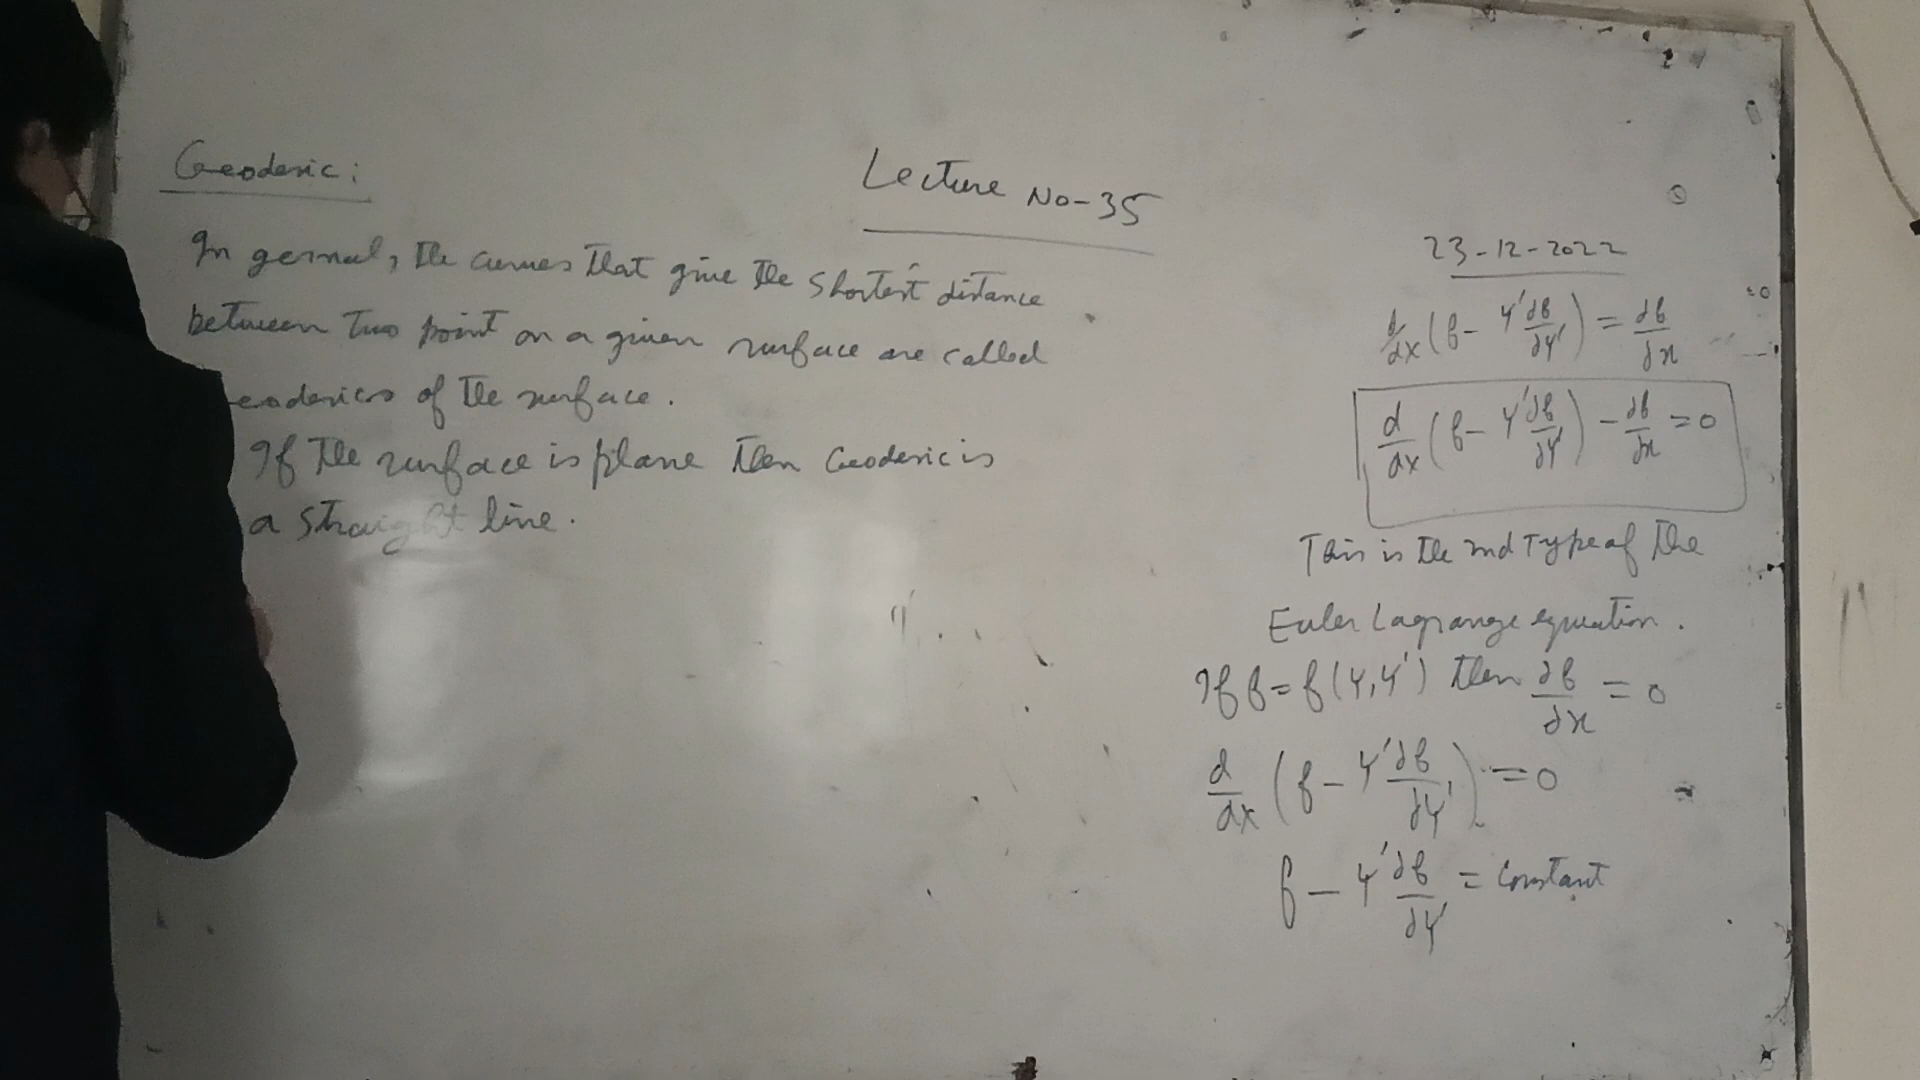 Lecture No-35
Geodesic:
In gernal, the curves that give the shortest distance
between two point on a given surface are called
eodesics of the surface.
If the surface is plane then Geodesic is
a straight line.
23-12-2022
d/dx (f - y' ∂f/∂y') = ∂f/∂x
d/dx (f - y' ∂f/∂y') - ∂f/∂x = 0
This is the 2nd Type of the
Euler Lagrange equation.
If f = f(y,y') then ∂f/∂x = 0
d/dx (f - y' ∂f/∂y') = 0
f - y' ∂f/∂y' = constant